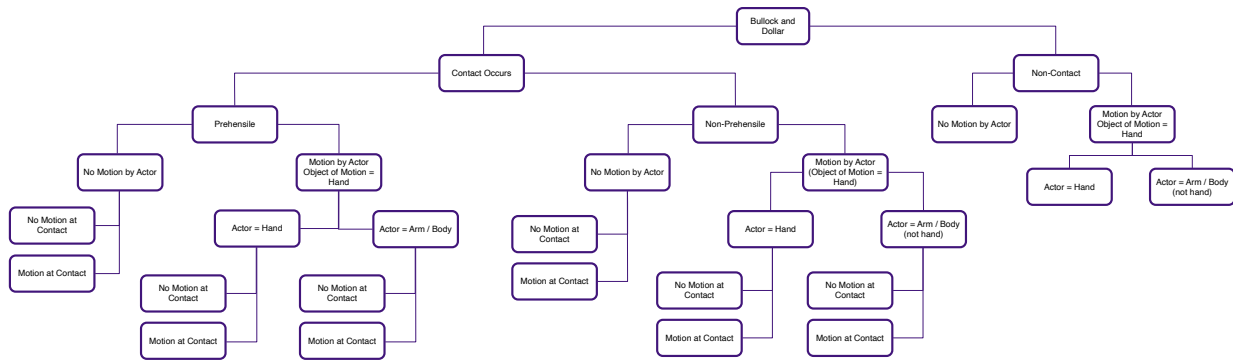 Bullock and
Dollar
Contact Occurs
Non-Contact
Prehensile
Non-Prehensile
No Motion by Actor
Motion by Actor
Object of Motion =
Hand
No Motion by Actor
Motion by Actor
Object of Motion =
Hand
No Motion by Actor
Motion by Actor
(Object of Motion =
Hand)
Actor = Hand
Actor = Arm / Body
(not hand)
No Motion at
Contact
Motion at Contact
Actor = Hand
Actor = Arm / Body
No Motion at
Contact
Motion at Contact
No Motion at
Contact
Motion at Contact
No Motion at
Contact
Motion at Contact
Actor = Hand
Actor = Arm / Body
(not hand)
No Motion at
Contact
Motion at Contact
No Motion at
Contact
Motion at Contact